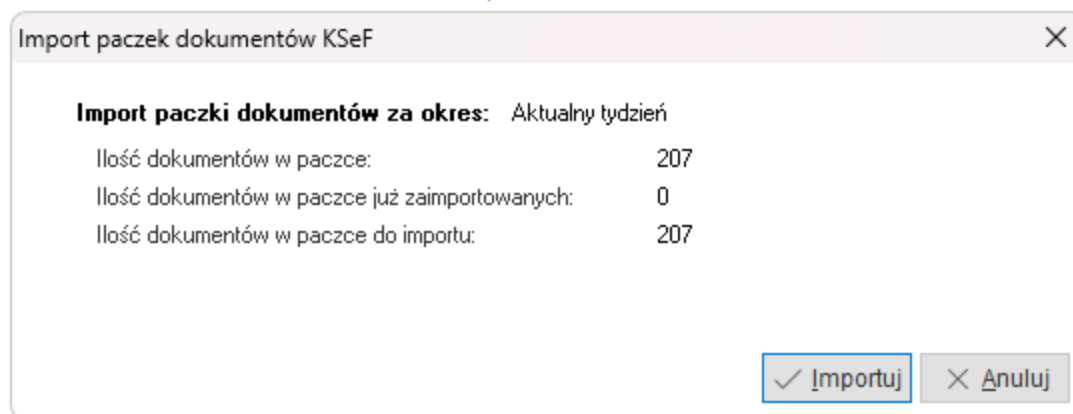 Import paczek dokumentów KSeF
Import paczki dokumentów za okres: Aktualny tydzień
Ilość dokumentów w paczce: 207
Ilość dokumentów w paczce już zaimportowanych: 0
Ilość dokumentów w paczce do importu: 207
Importuj Anuluj